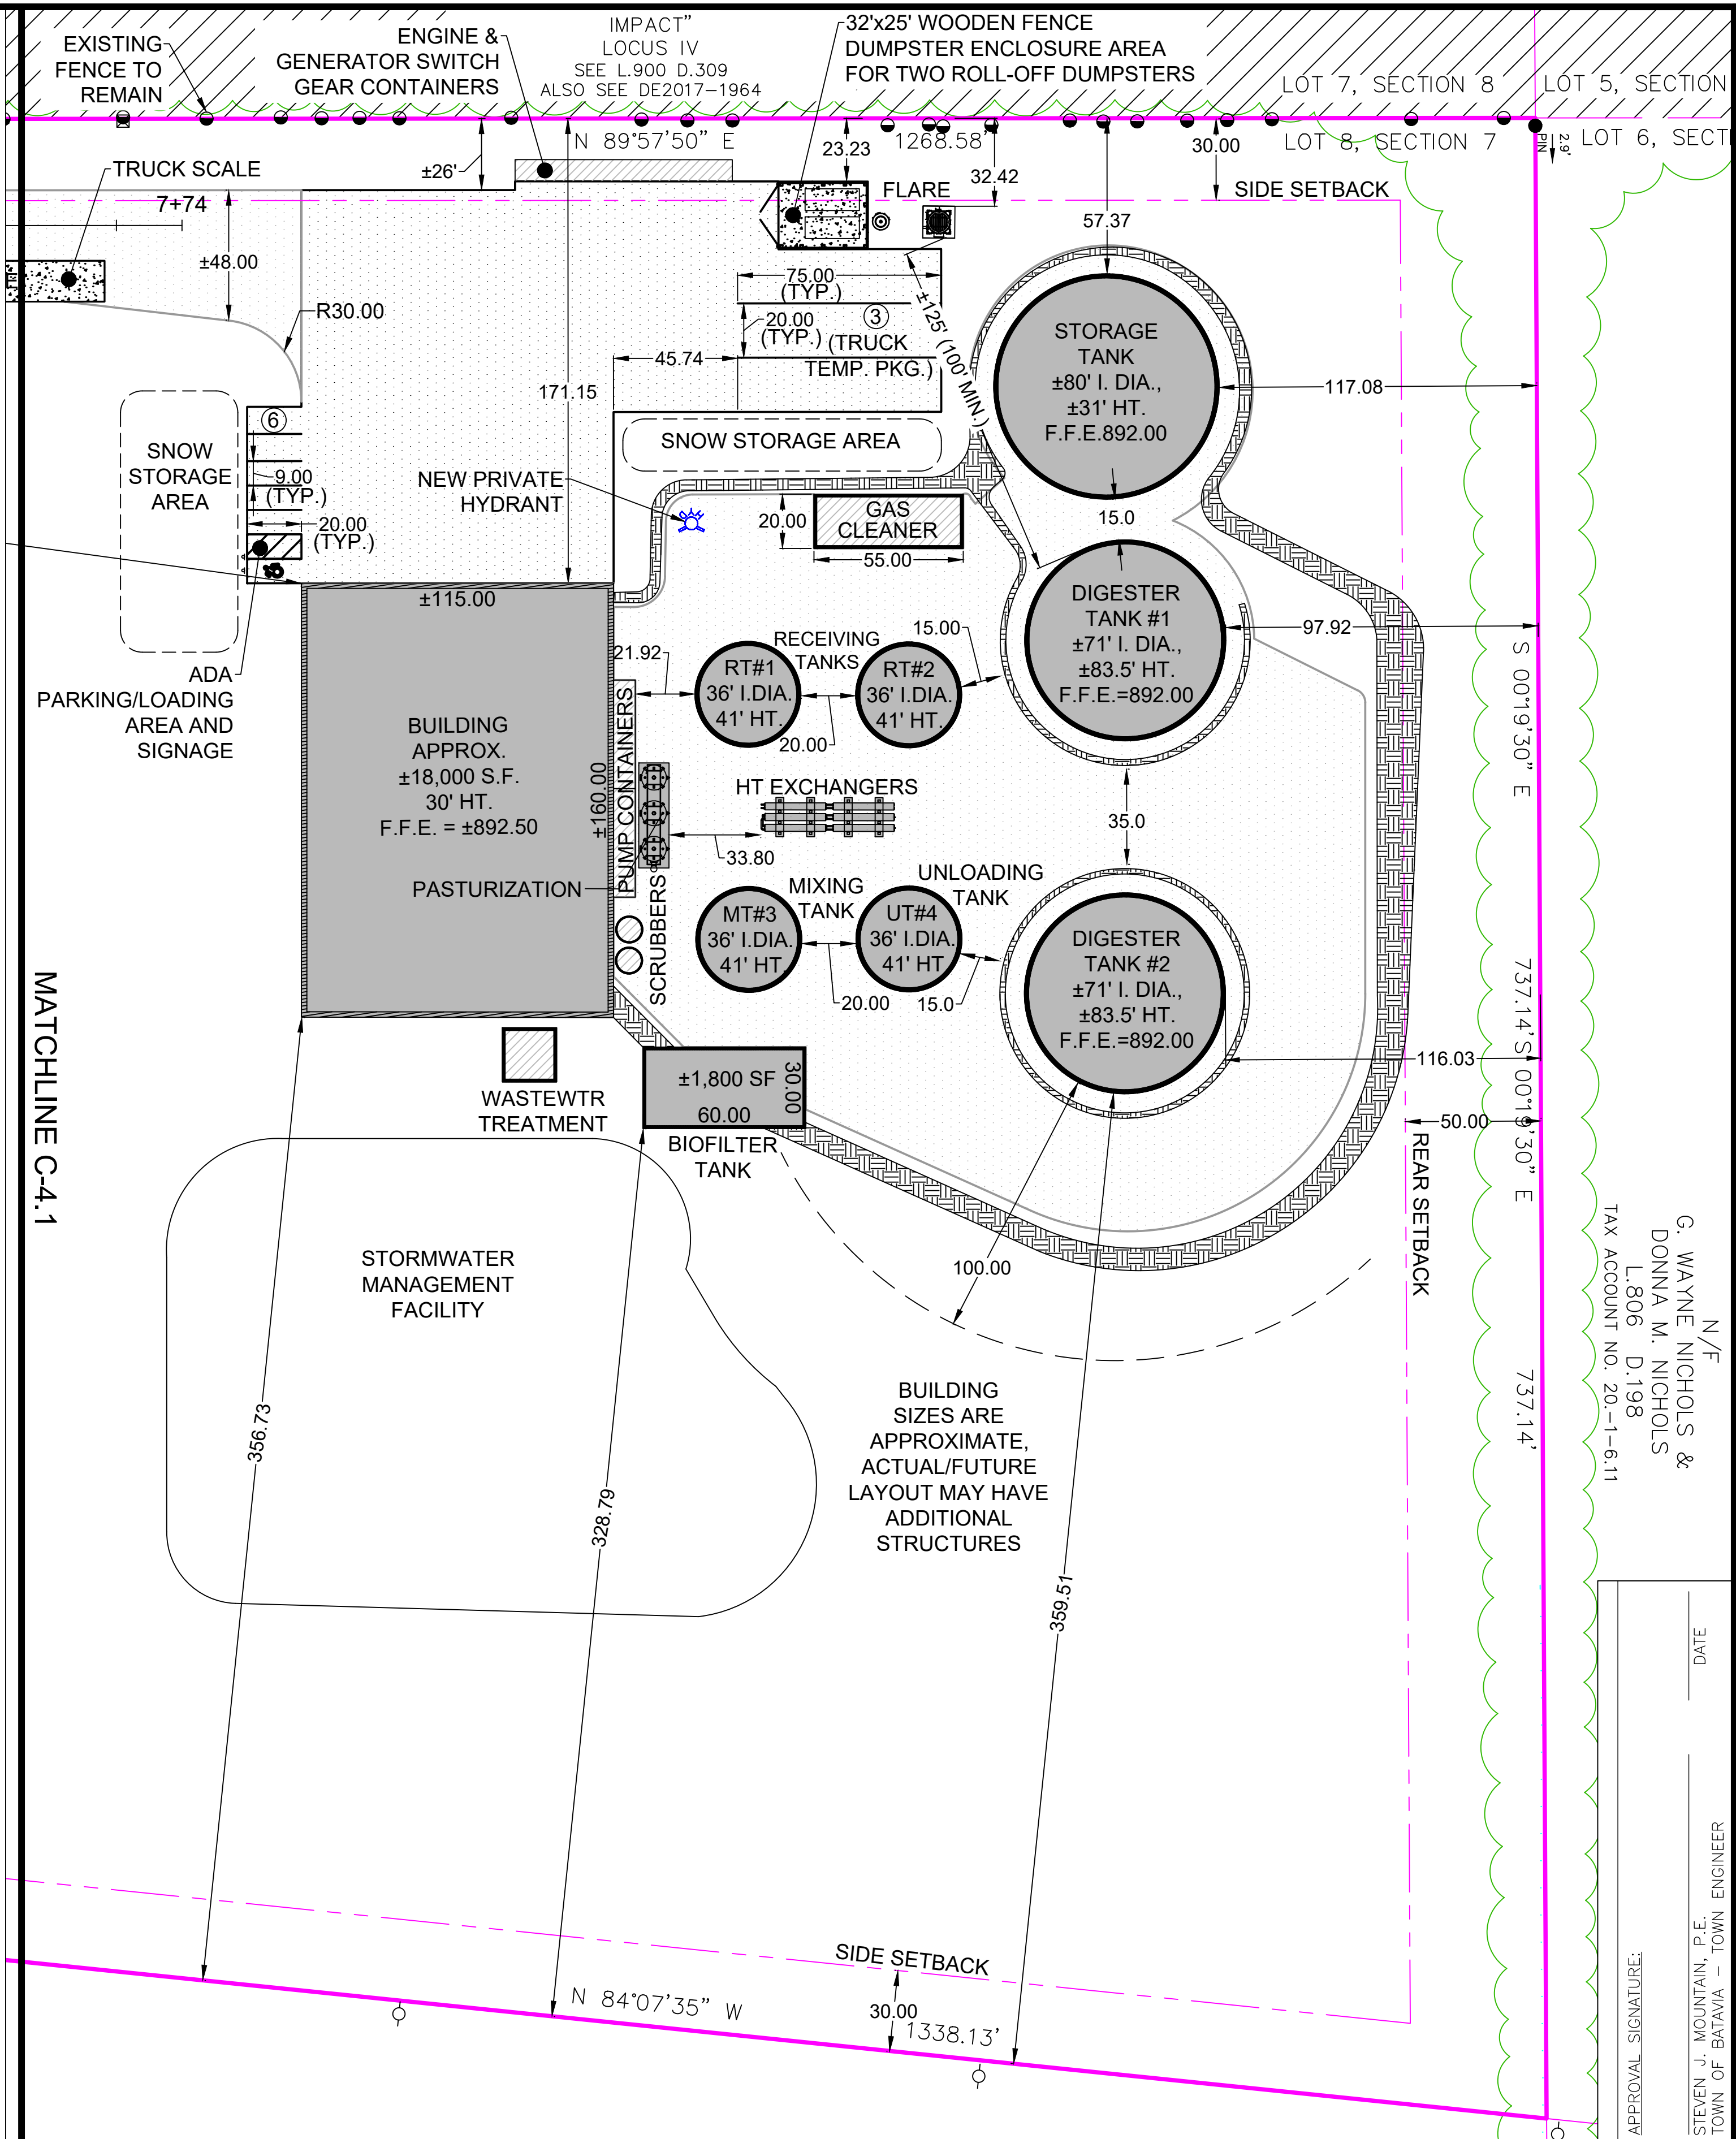 EXISTING
FENCE TO
REMAIN
ENGINE &
GENERATOR SWITCH
GEAR CONTAINERS
IMPACT"
LOCUS IV
SEE L.900 D.309
ALSO SEE DE2017-1964
32'x25' WOODEN FENCE
DUMPSTER ENCLOSURE AREA
FOR TWO ROLL-OFF DUMPSTERS
LOT 7, SECTION 8
LOT 5, SECTION
N 89°57'50" E
1268.58'
LOT 8, SECTION 7
LOT 6, SECTI
PIN
2.9'
TRUCK SCALE
7+74
±26'
23.23
FLARE
32.42
30.00
SIDE SETBACK
57.37
±48.00
R30.00
75.00
(TYP.)
20.00
(TYP.)
3
(TRUCK
TEMP. PKG.)
45.74
±125' (100' MIN.)
171.15
STORAGE
TANK
±80' I. DIA.,
±31' HT.
F.F.E.892.00
117.08
6
SNOW
STORAGE
AREA
9.00
(TYP.)
20.00
(TYP.)
SNOW STORAGE AREA
NEW PRIVATE
HYDRANT
20.00
GAS
CLEANER
55.00
15.0
±115.00
ADA
PARKING/LOADING
AREA AND
SIGNAGE
BUILDING
APPROX.
±18,000 S.F.
30' HT.
F.F.E. = ±892.50
±160.00
21.92
RECEIVING
TANKS
RT#1
36' I.DIA.
41' HT.
RT#2
36' I.DIA.
41' HT.
20.00
15.00
DIGESTER
TANK #1
±71' I. DIA.,
±83.5' HT.
F.F.E.=892.00
97.92
S 00°19'30" E
PUMP CONTAINERS
HT EXCHANGERS
33.80
35.0
PASTURIZATION
SCRUBBERS
MIXING
TANK
UNLOADING
TANK
MT#3
36' I.DIA.
41' HT.
UT#4
36' I.DIA.
41' HT
20.00
15.0
DIGESTER
TANK #2
±71' I. DIA.,
±83.5' HT.
F.F.E.=892.00
116.03
737.14'
S 00°19'30" E
50.00
REAR SETBACK
MATCHLINE C-4.1
WASTEWTR
TREATMENT
±1,800 SF
30.00
60.00
BIOFILTER
TANK
STORMWATER
MANAGEMENT
FACILITY
100.00
BUILDING
SIZES ARE
APPROXIMATE,
ACTUAL/FUTURE
LAYOUT MAY HAVE
ADDITIONAL
STRUCTURES
737.14'
N/F
G. WAYNE NICHOLS &
DONNA M. NICHOLS
L.806 D.198
TAX ACCOUNT NO. 20.-1-6.11
356.73
328.79
359.51
SIDE SETBACK
30.00
N 84°07'35" W
1338.13'
DATE
APPROVAL SIGNATURE:
STEVEN J. MOUNTAIN, P.E.
TOWN OF BATAVIA - TOWN ENGINEER